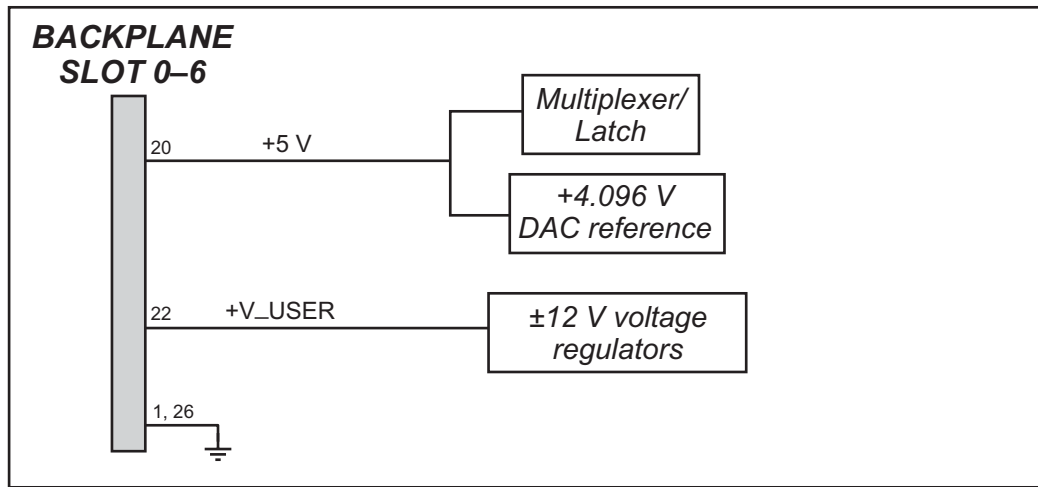 BACKPLANE
SLOT 0–6
20
+5 V
Multiplexer/
Latch
+4.096 V
DAC reference
22
+V_USER
±12 V voltage
regulators
1, 26